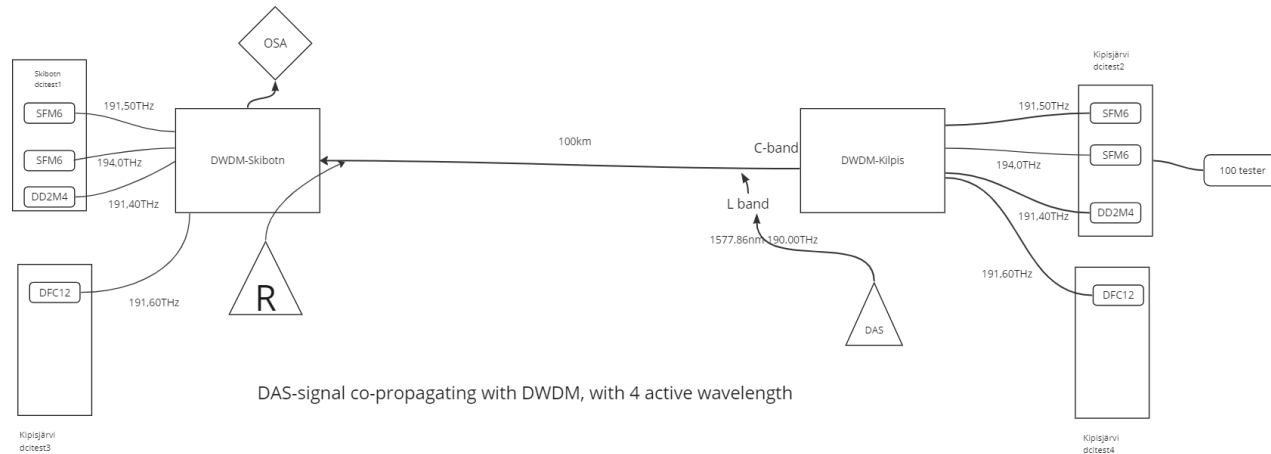 OSA
Skibotn
dcitest1
SFM6
191,50THz
SFM6
194,0THz
DD2M4
191,40THz
DWDM-Skibotn
100km
C-band
DWDM-Kilpis
L band
1577.86nm 190.00THz
DAS
R
DFC12
191,60THz
Kipisjärvi
dcitest3
Kipisjärvi
dcitest2
191,50THz
SFM6
194,0THz
SFM6
191,40THz
DD2M4
100 tester
191,60THz
DFC12
Kipisjärvi
dcitest4
DAS-signal co-propagating with DWDM, with 4 active wavelength